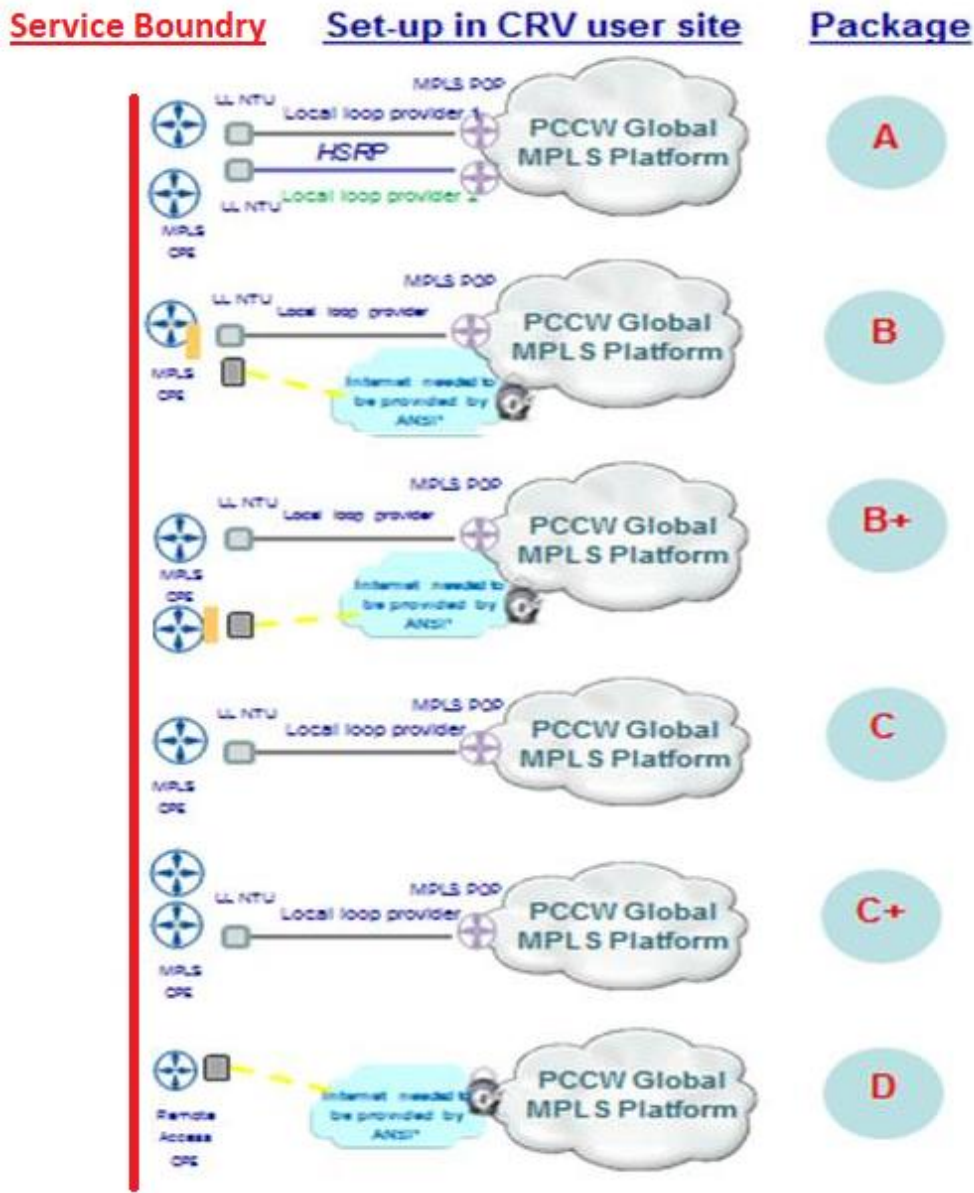 Service Boundry
Set-up in CRV user site
Package
MPLS POP
LL NTU
Local loop provider 1
PCCW Global
MPLS Platform
A
HSRP
Local loop provider 2
LL NTU
MPLS
CPE
MPLS POP
LL NTU
Local loop provider
PCCW Global
MPLS Platform
B
MPLS
CPE
Internet needed to
be provided by
ANSI*
MPLS POP
LL NTU
Local loop provider
PCCW Global
MPLS Platform
B+
MPLS
CPE
Internet needed to
be provided by
ANSI*
MPLS POP
LL NTU
Local loop provider
PCCW Global
MPLS Platform
C
MPLS
CPE
MPLS POP
LL NTU
Local loop provider
PCCW Global
MPLS Platform
C+
MPLS
CPE
PCCW Global
MPLS Platform
D
Internet needed to
be provided by
ANSI*
Remote
Access
CPE